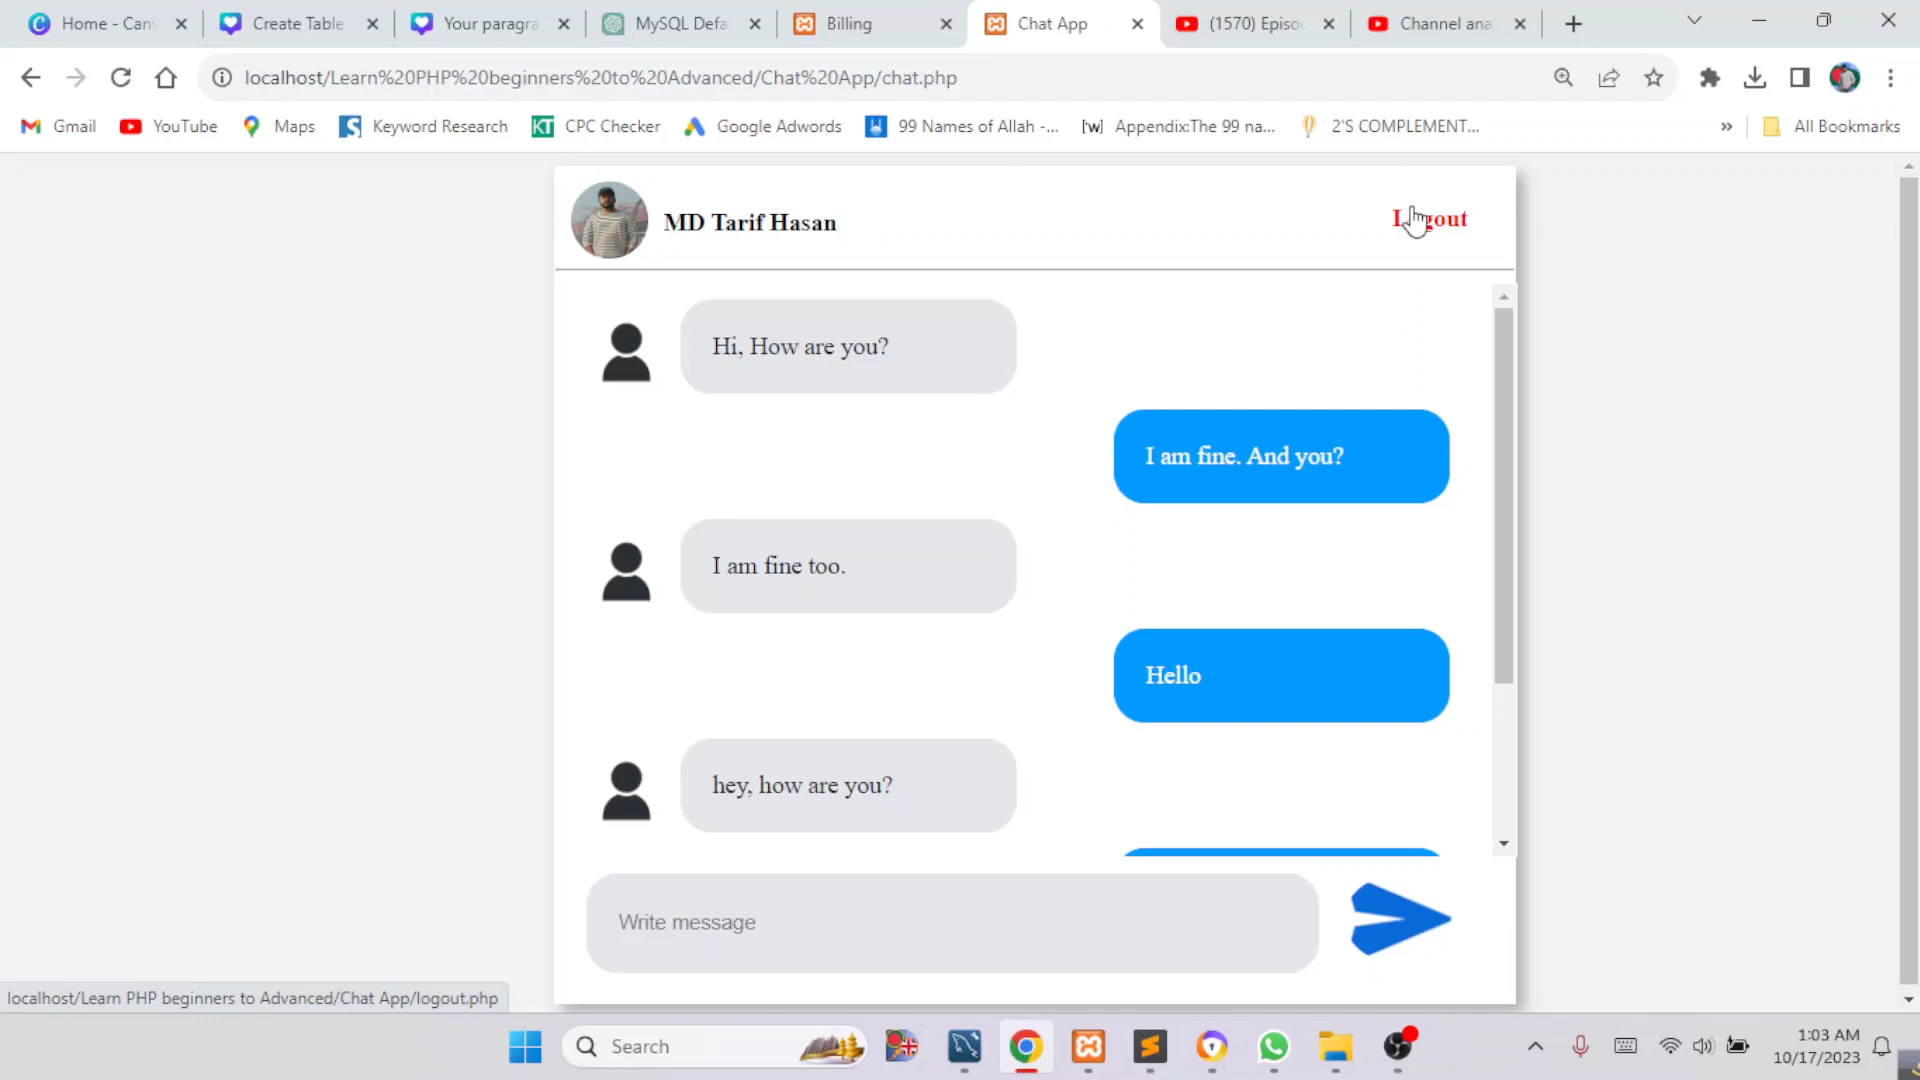 Home - Can
Create Table
Your paragra
MySQL Defa
Billing
Chat App
(1570) Episo
Channel ana
localhost/Learn%20PHP%20beginners%20to%20Advanced/Chat%20App/chat.php
Gmail
YouTube
Maps
Keyword Research
KT
CPC Checker
Google Adwords
99 Names of Allah -...
[w]
Appendix:The 99 na...
2'S COMPLEMENT...
»
All Bookmarks
MD Tarif Hasan
Hi, How are you?
I am fine. And you?
I am fine too.
Hello
hey, how are you?
Write message
localhost/Learn PHP beginners to Advanced/Chat App/logout.php
Search
1:03 AM
10/17/2023